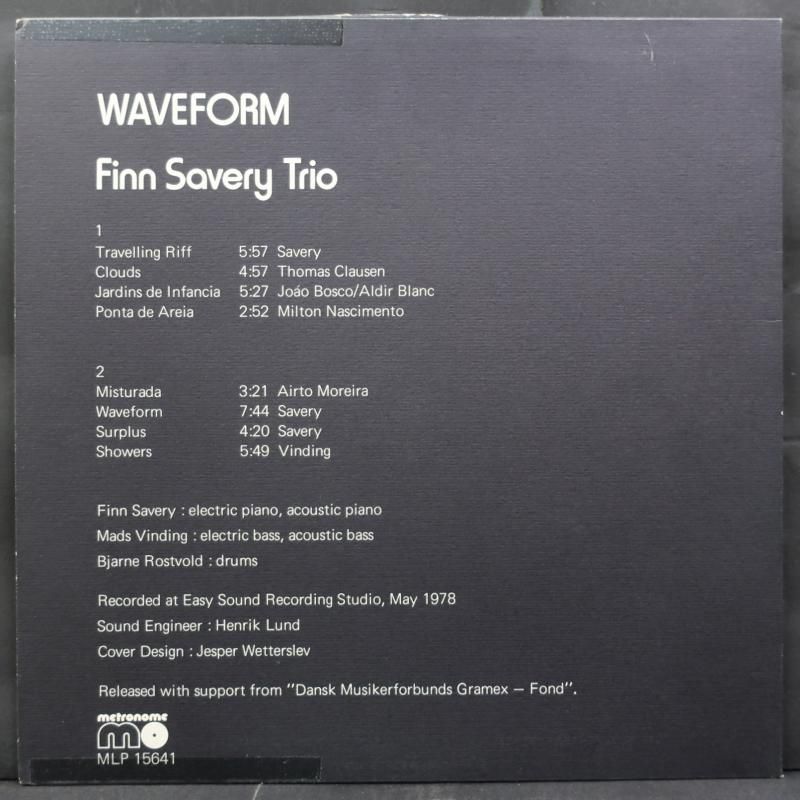 WAVEFORM
Finn Savery Trio
1
Travelling Riff 5:57 Savery
Clouds 4:57 Thomas Clausen
Jardins de Infancia 5:27 Joáo Bosco/Aldir Blanc
Ponta de Areia 2:52 Milton Nascimento
2
Misturada 3:21 Airto Moreira
Waveform 7:44 Savery
Surplus 4:20 Savery
Showers 5:49 Vinding
Finn Savery : electric piano, acoustic piano
Mads Vinding : electric bass, acoustic bass
Bjarne Rostvold : drums
Recorded at Easy Sound Recording Studio, May 1978
Sound Engineer : Henrik Lund
Cover Design : Jesper Wetterslev
Released with support from "Dansk Musikerforbunds Gramex – Fond".
metronome
mo
MLP 15641